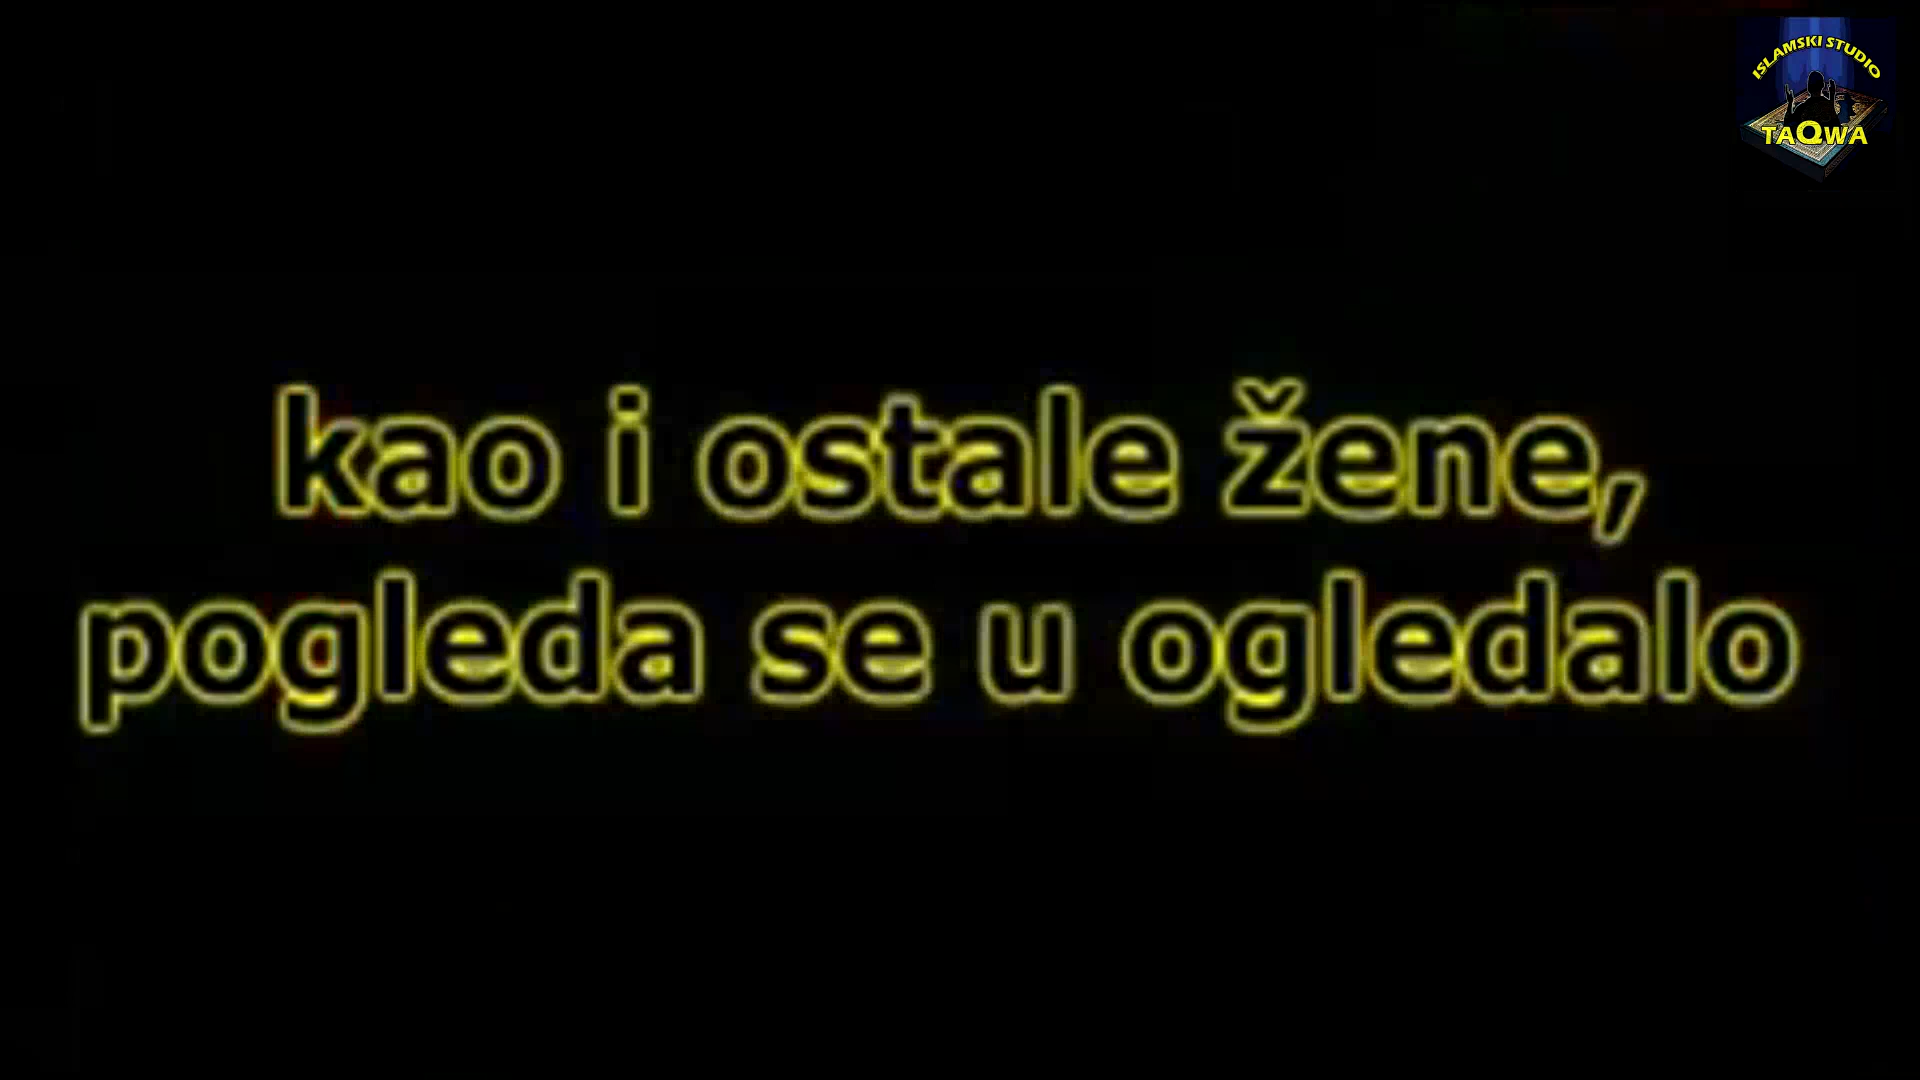 ISLAMSKI STUDIO
TAQWA
kao i ostale žene,
pogleda se u ogledalo